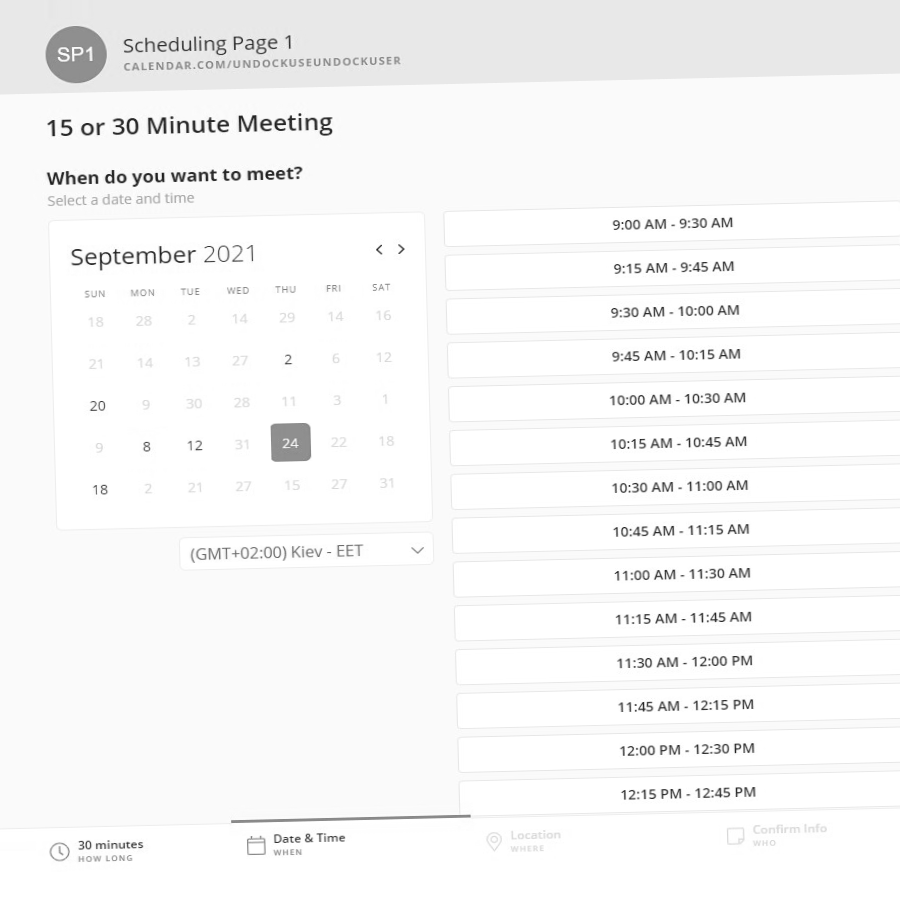 SP1
Scheduling Page 1
CALENDAR.COM/UNDOCKUSEUNDOCKUSER
15 or 30 Minute Meeting
When do you want to meet?
Select a date and time
September 2021
SUN MON TUE WED THU FRI SAT
18 28 2 14 29 14 16
21 14 13 27 2 6 12
20 9 30 28 11 3 1
9 8 12 31 24 22 18
18 2 21 27 15 27 31
(GMT+02:00) Kiev - EET
9:00 AM - 9:30 AM
9:15 AM - 9:45 AM
9:30 AM - 10:00 AM
9:45 AM - 10:15 AM
10:00 AM - 10:30 AM
10:15 AM - 10:45 AM
10:30 AM - 11:00 AM
10:45 AM - 11:15 AM
11:00 AM - 11:30 AM
11:15 AM - 11:45 AM
11:30 AM - 12:00 PM
11:45 AM - 12:15 PM
12:00 PM - 12:30 PM
12:15 PM - 12:45 PM
30 minutes
HOW LONG
Date & Time
WHEN
Location
WHERE
Confirm Info
WHO